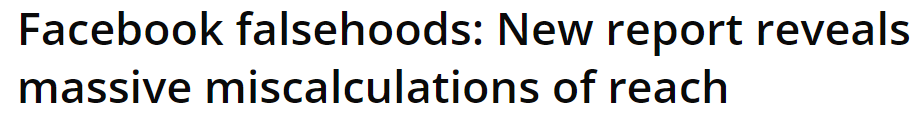 Facebook falsehoods: New report reveals
massive miscalculations of reach